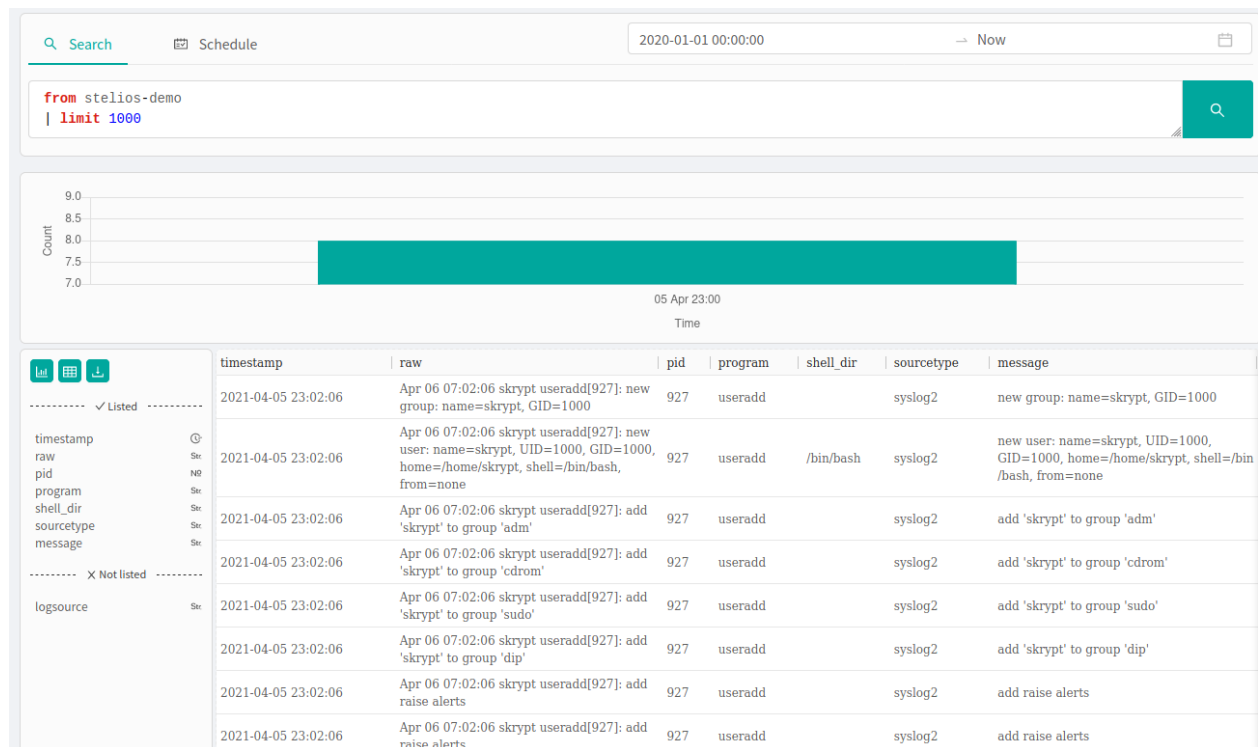 Search
Schedule
2020-01-01 00:00:00
→
Now
from stelios-demo
| limit 1000
9.0
8.5
8.0
7.5
7.0
Count
05 Apr 23:00
Time
Listed
timestamp
raw Str.
pid №
program Str.
shell_dir Str.
sourcetype Str.
message Str.
Not listed
logsource Str.
timestamp raw pid program shell_dir sourcetype message
2021-04-05 23:02:06
Apr 06 07:02:06 skrypt useradd[927]: new
group: name=skrypt, GID=1000
927 useradd syslog2 new group: name=skrypt, GID=1000
2021-04-05 23:02:06
Apr 06 07:02:06 skrypt useradd[927]: new
user: name=skrypt, UID=1000, GID=1000,
home=/home/skrypt, shell=/bin/bash,
from=none
927 useradd /bin/bash syslog2
new user: name=skrypt, UID=1000,
GID=1000, home=/home/skrypt, shell=/bin
/bash, from=none
2021-04-05 23:02:06
Apr 06 07:02:06 skrypt useradd[927]: add
'skrypt' to group 'adm'
927 useradd syslog2 add 'skrypt' to group 'adm'
2021-04-05 23:02:06
Apr 06 07:02:06 skrypt useradd[927]: add
'skrypt' to group 'cdrom'
927 useradd syslog2 add 'skrypt' to group 'cdrom'
2021-04-05 23:02:06
Apr 06 07:02:06 skrypt useradd[927]: add
'skrypt' to group 'sudo'
927 useradd syslog2 add 'skrypt' to group 'sudo'
2021-04-05 23:02:06
Apr 06 07:02:06 skrypt useradd[927]: add
'skrypt' to group 'dip'
927 useradd syslog2 add 'skrypt' to group 'dip'
2021-04-05 23:02:06
Apr 06 07:02:06 skrypt useradd[927]: add
raise alerts
927 useradd syslog2 add raise alerts
2021-04-05 23:02:06
Apr 06 07:02:06 skrypt useradd[927]: add
raise alerts
927 useradd syslog2 add raise alerts